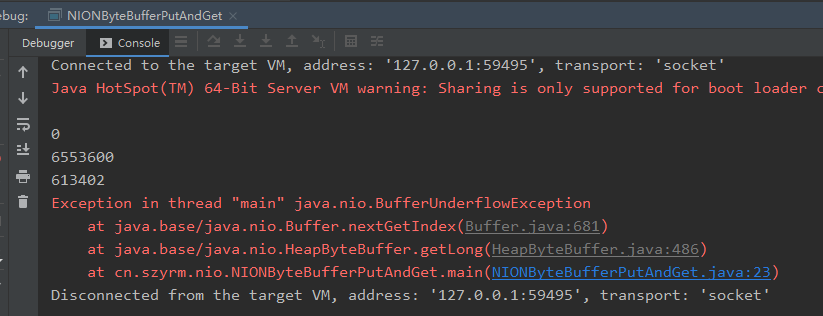 ebug: NIONByteBufferPutAndGet
Debugger Console
Connected to the target VM, address: '127.0.0.1:59495', transport: 'socket'
Java HotSpot(TM) 64-Bit Server VM warning: Sharing is only supported for boot loader c
0
6553600
613402
Exception in thread "main" java.nio.BufferUnderflowException
at java.base/java.nio.Buffer.nextGetIndex(Buffer.java:681)
at java.base/java.nio.HeapByteBuffer.getLong(HeapByteBuffer.java:486)
at cn.szyrm.nio.NIONByteBufferPutAndGet.main(NIONByteBufferPutAndGet.java:23)
Disconnected from the target VM, address: '127.0.0.1:59495', transport: 'socket'